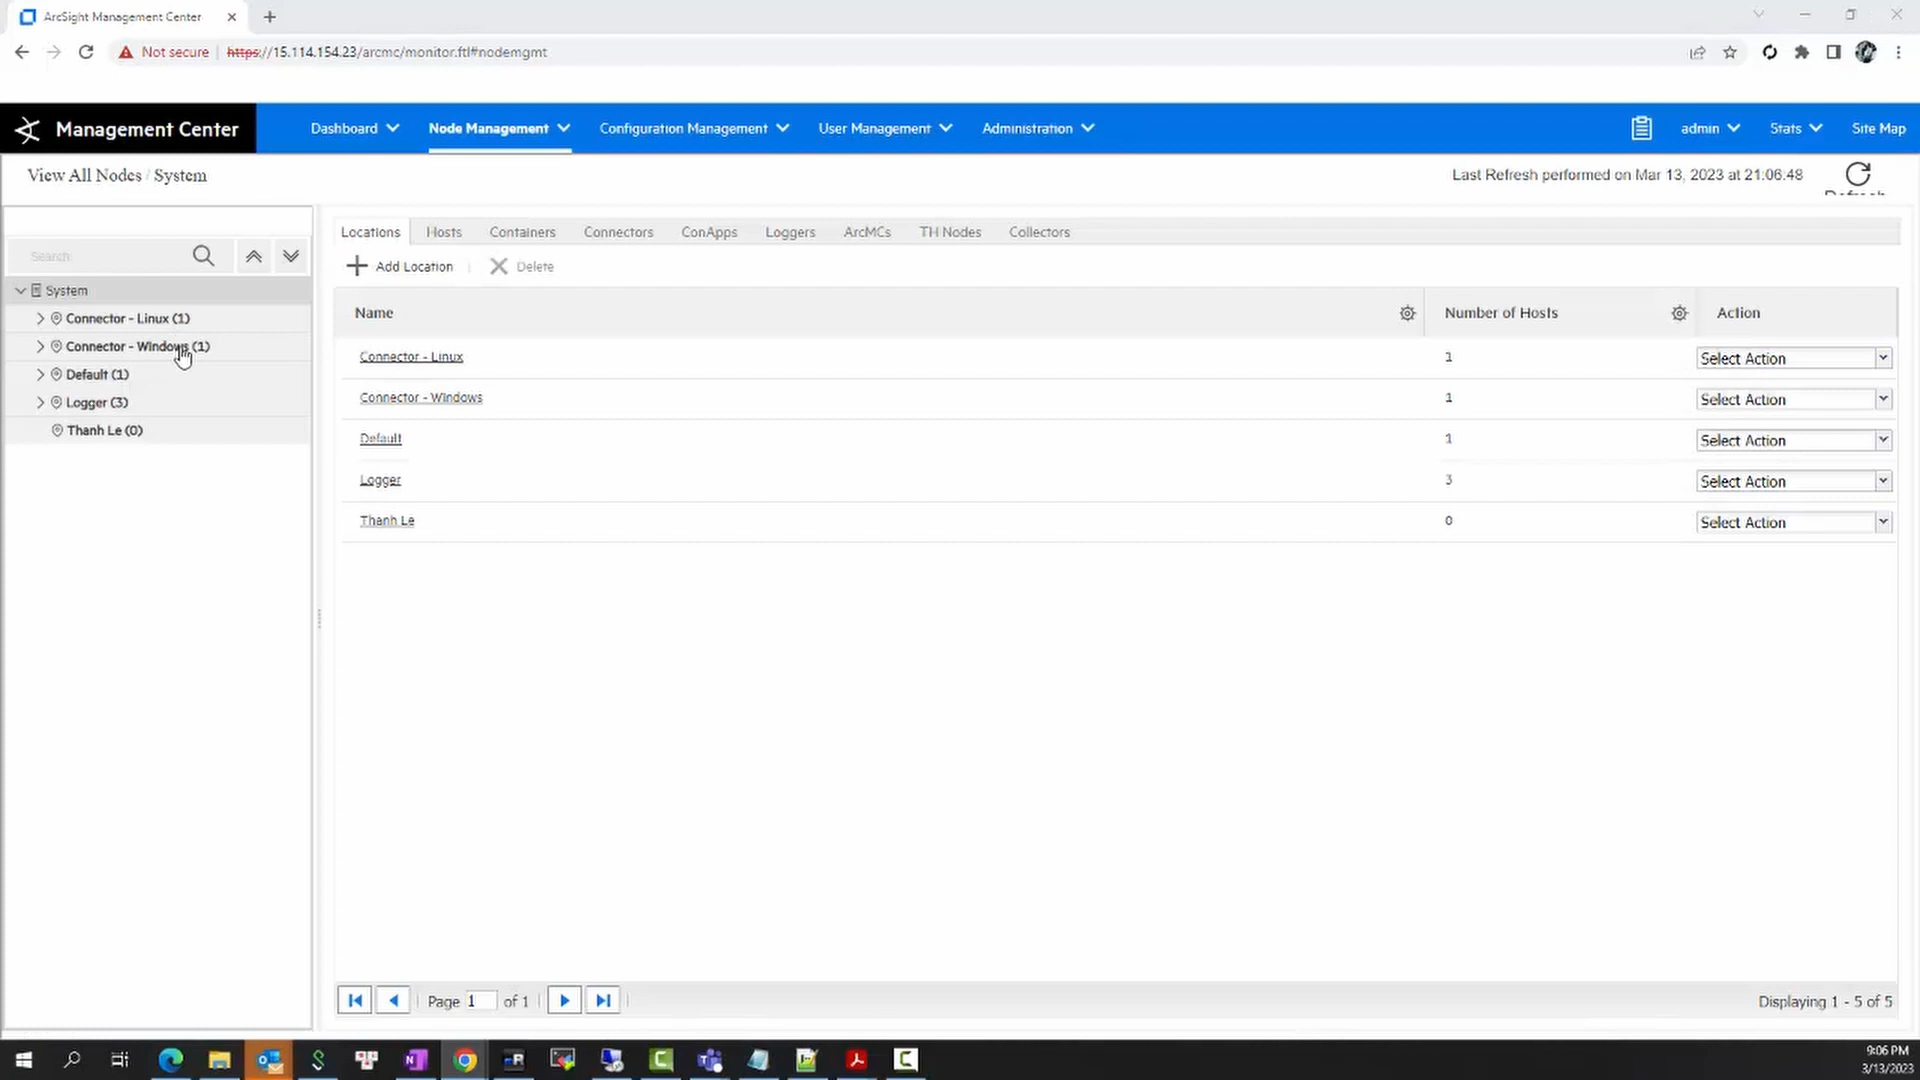 ArcSight Management Center
Not secure | https://15.114.154.23/arcmc/monitor.ftl#nodemgmt
Management Center
Dashboard
Node Management
Configuration Management
User Management
Administration
admin
Stats
Site Map
View All Nodes / System
Last Refresh performed on Mar 13, 2023 at 21:06:48
Refresh
Search
System
Connector - Linux (1)
Connector - Windows (1)
Default (1)
Logger (3)
Thanh Le (0)
Locations
Hosts
Containers
Connectors
ConApps
Loggers
ArcMCs
TH Nodes
Collectors
Add Location
Delete
Name
Number of Hosts
Action
Connector - Linux
1
Select Action
Connector - Windows
1
Select Action
Default
1
Select Action
Logger
3
Select Action
Thanh Le
0
Select Action
Page 1 of 1
Displaying 1 - 5 of 5
9:06 PM
3/13/2023